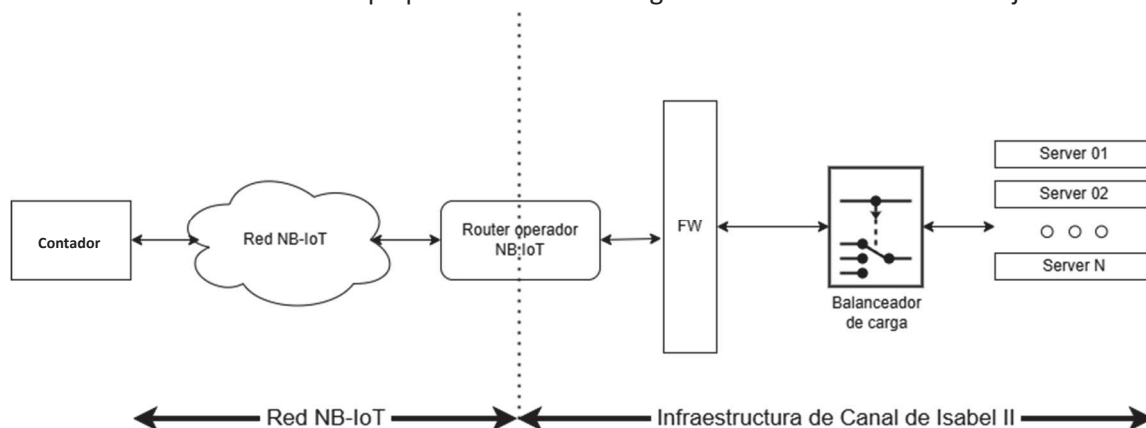 Contador
Red NB-IoT
Router operador
NB-IoT
FW
Balanceador
de carga
Server 01
Server 02
Server N
Red NB-IoT
Infraestructura de Canal de Isabel II